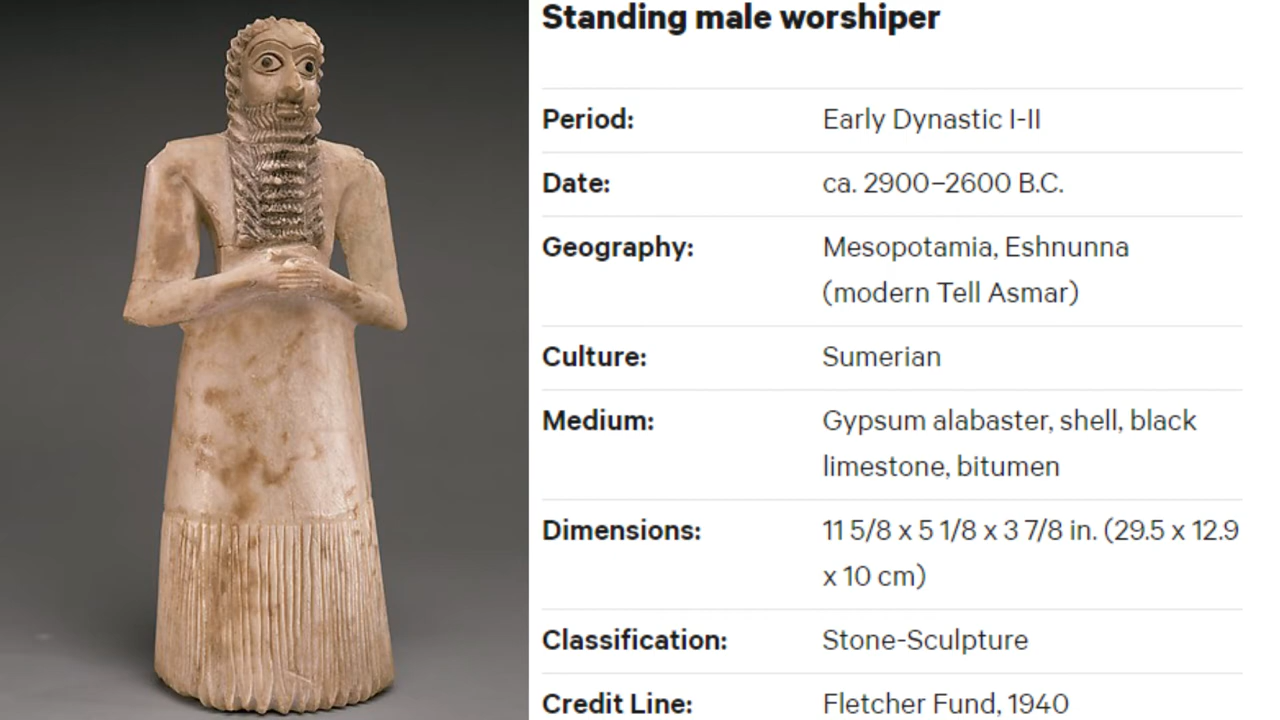 Standing male worshiper
Period: Early Dynastic I-II
Date: ca. 2900–2600 B.C.
Geography: Mesopotamia, Eshnunna
(modern Tell Asmar)
Culture: Sumerian
Medium: Gypsum alabaster, shell, black
limestone, bitumen
Dimensions: 11 5/8 x 5 1/8 x 3 7/8 in. (29.5 x 12.9
x 10 cm)
Classification: Stone-Sculpture
Credit Line: Fletcher Fund, 1940